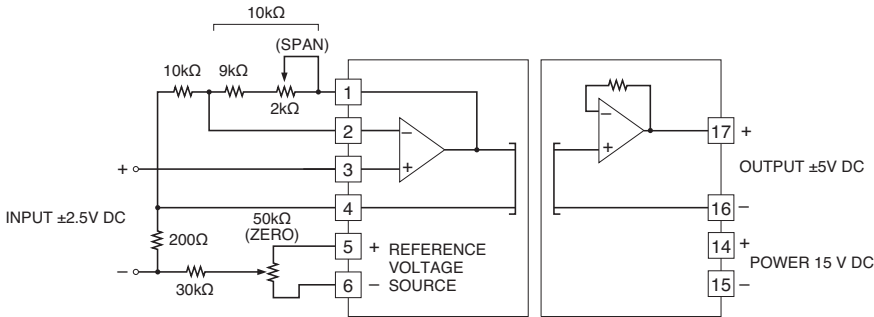 10kΩ
(SPAN)
10kΩ 9kΩ
2kΩ
1
2
3
4
5
6
−
+
+
INPUT ±2.5V DC
−
200Ω
30kΩ
50kΩ
(ZERO)
+ REFERENCE
VOLTAGE
− SOURCE
−
+
17 +
OUTPUT ±5V DC
16 −
14 +
POWER 15 V DC
15 −